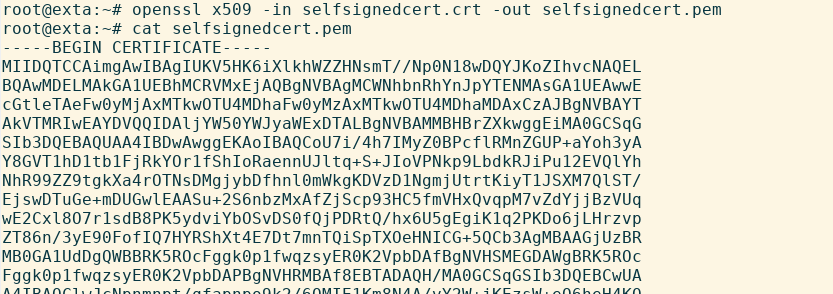 root@exta:~# openssl x509 -in selfsignedcert.crt -out selfsignedcert.pem
root@exta:~# cat selfsignedcert.pem
-----BEGIN CERTIFICATE-----
MIIDQTCCAimgAwIBAgIUKV5HK6iXlkhWZZHNsmT//Np0N18wDQYJKoZIhvcNAQEL
BQAwMDELMAkGA1UEBhMCRVMxEjAQBgNVBAgMCWNhbnRhYnJpYTENMAsGA1UEAwwE
cGtleTAeFw0yMjAxMTkwOTU4MDhaFw0yMzAxMTkwOTU4MDhaMDAxCzAJBgNVBAYT
AkVTMRIwEAYDVQQIDAljYW50YWJyaWExDTALBgNVBAMMBHBrZXkwggEiMA0GCSqG
SIb3DQEBAQUAA4IBDwAwggEKAoIBAQCoU7i/4h7IMyZ0BPcflRMnZGUP+aYoh3yA
Y8GVT1hD1tb1FjRkYOr1fShIoRaennUJltq+S+JIoVPNkp9LbdkRJiPu12EVQlYh
NhR99ZZ9tgkXa4rOTNsDMgjybDfhnl0mWkgKDVzD1NgmjUtrtKiyT1JSXM7QlST/
EjswDTuGe+mDUGwlEAASu+2S6nbzMxAfZjScp93HC5fmVHxQvqpM7vZdYjjBzVUq
wE2Cxl8O7r1sdB8PK5ydviYbOSvDS0fQjPDRtQ/hx6U5gEgiK1q2PKDo6jLHrzvp
ZT86n/3yE90FofIQ7HYRShXt4E7Dt7mnTQiSpTXOeHNICG+5QCb3AgMBAAGjUzBR
MB0GA1UdDgQWBBRK5ROcFggk0p1fwqzsyER0K2VpbDAfBgNVHSMEGDAWgBRK5ROc
Fggk0p1fwqzsyER0K2VpbDAPBgNVHRMBAf8EBTADAQH/MA0GCSqGSIb3DQEBCwUA